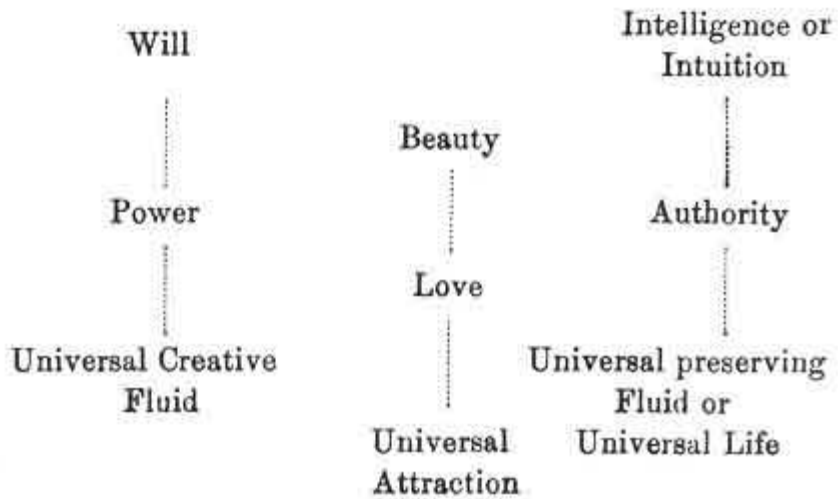 Will
Power
Universal Creative
Fluid
Beauty
Love
Universal
Attraction
Intelligence or
Intuition
Authority
Universal preserving
Fluid or
Universal Life